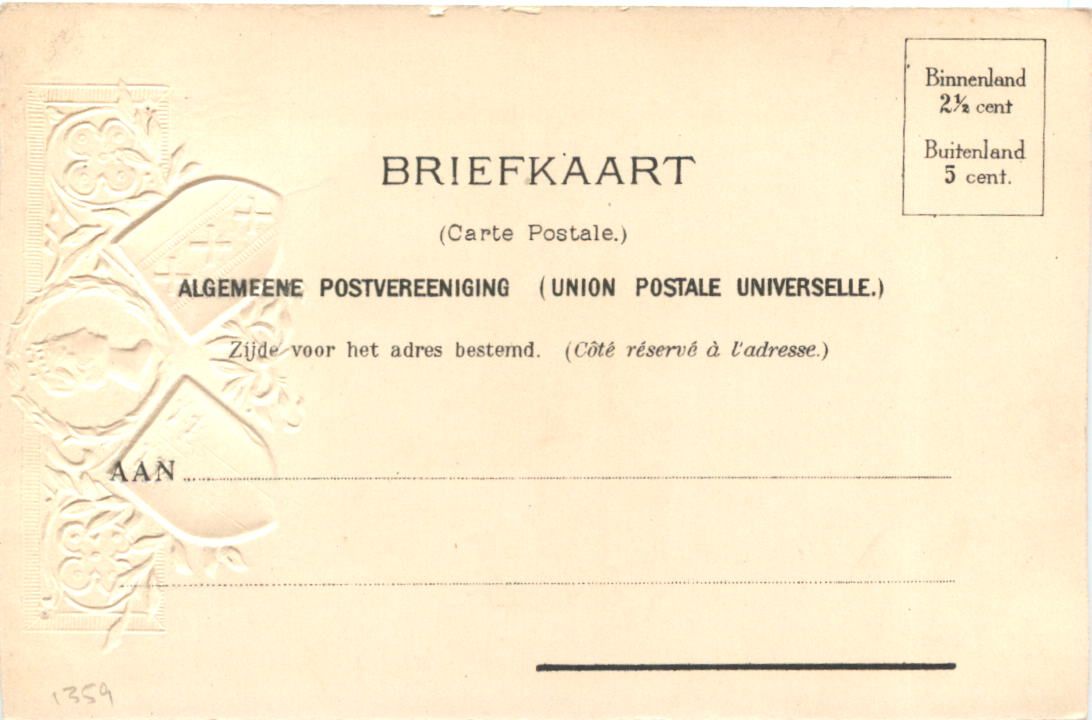 Binnenland
2½ cent
Buitenland
5 cent.
BRIEFKAART
(Carte Postale.)
ALGEMEENE POSTVEREENIGING (UNION POSTALE UNIVERSELLE.)
Zijde voor het adres bestemd. (Côté réservé à l'adresse.)
AAN
1359